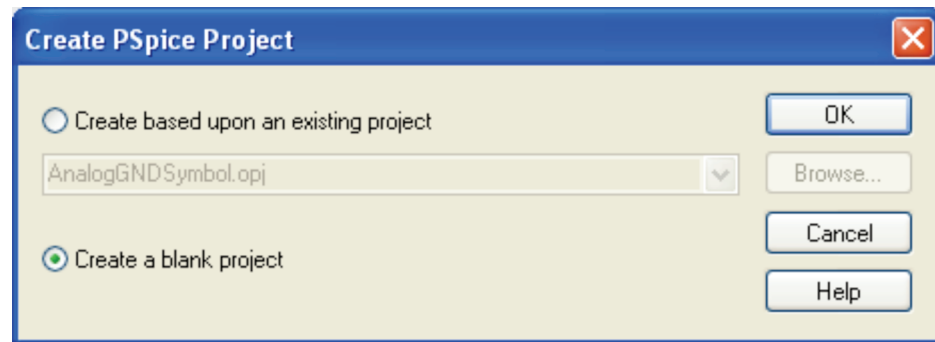 Create PSpice Project
Create based upon an existing project
OK
AnalogGNDSymbol.opj
Browse...
Create a blank project
Cancel
Help